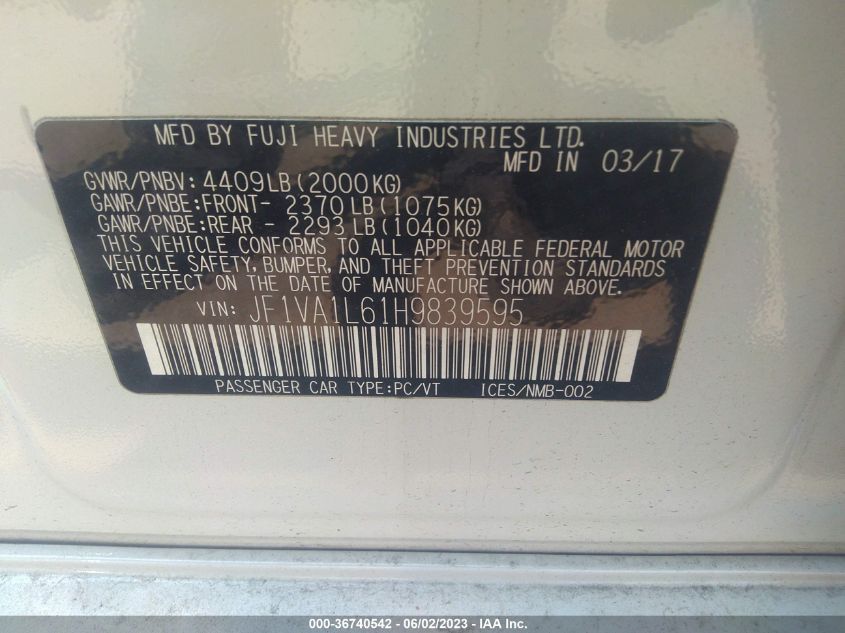 MFD BY FUJI HEAVY INDUSTRIES LTD.
MFD IN 03/17
GVWR/PNBV: 4409LB(2000KG)
GAWR/PNBE:FRONT- 2370LB(1075KG)
GAWR/PNBE:REAR - 2293LB(1040KG)
THIS VEHICLE CONFORMS TO ALL APPLICABLE FEDERAL MOTOR
VEHICLE SAFETY, BUMPER, AND THEFT PREVENTION STANDARDS
IN EFFECT ON THE DATE OF MANUFACTURE SHOWN ABOVE.
VIN: JF1VA1L61H9839595
PASSENGER CAR TYPE:PC/VT ICES/NMB-002
000-36740542 - 06/02/2023 - IAA Inc.